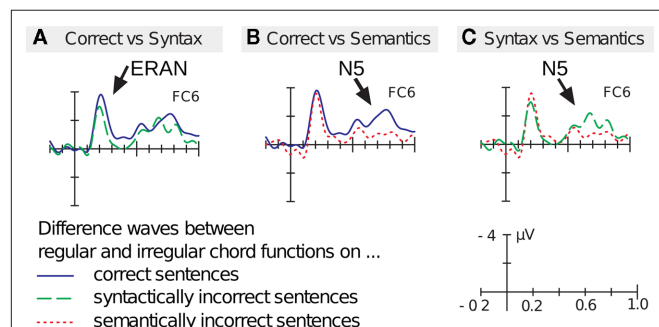 A Correct vs Syntax
B Correct vs Semantics
C Syntax vs Semantics
ERAN
FC6
N5
FC6
N5
FC6
Difference waves between
regular and irregular chord functions on ...
correct sentences
syntactically incorrect sentences
semantically incorrect sentences
- 4 μV
- 0 2 0.2 0.6 1.0